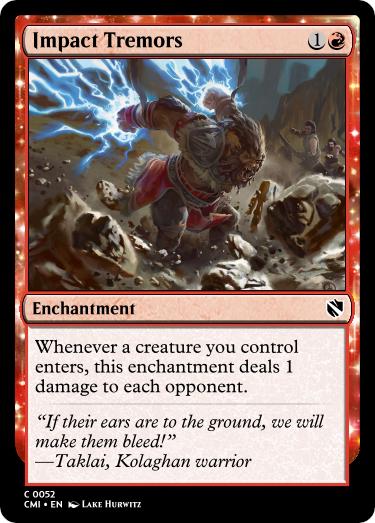 Impact Tremors 1
Enchantment
Whenever a creature you control
enters, this enchantment deals 1
damage to each opponent.
“If their ears are to the ground, we will
make them bleed!”
—Taklai, Kolaghan warrior
C 0052
CMI • EN Lake Hurwitz